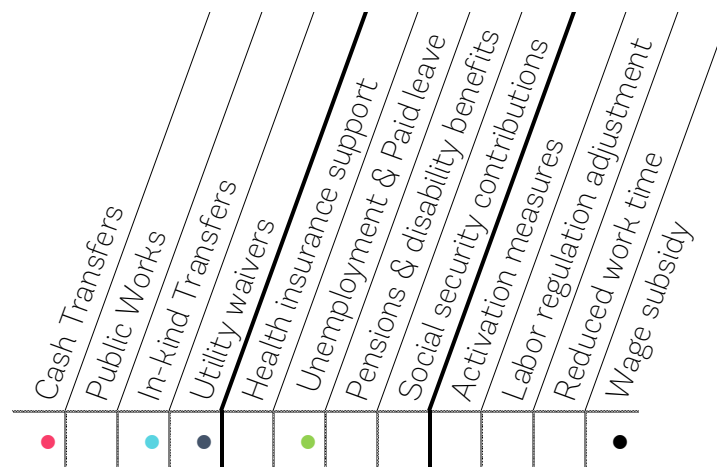 Cash Transfers
Public Works
In-kind Transfers
Utility waivers
Health insurance support
Unemployment & Paid leave
Pensions & disability benefits
Social security contributions
Activation measures
Labor regulation adjustment
Reduced work time
Wage subsidy